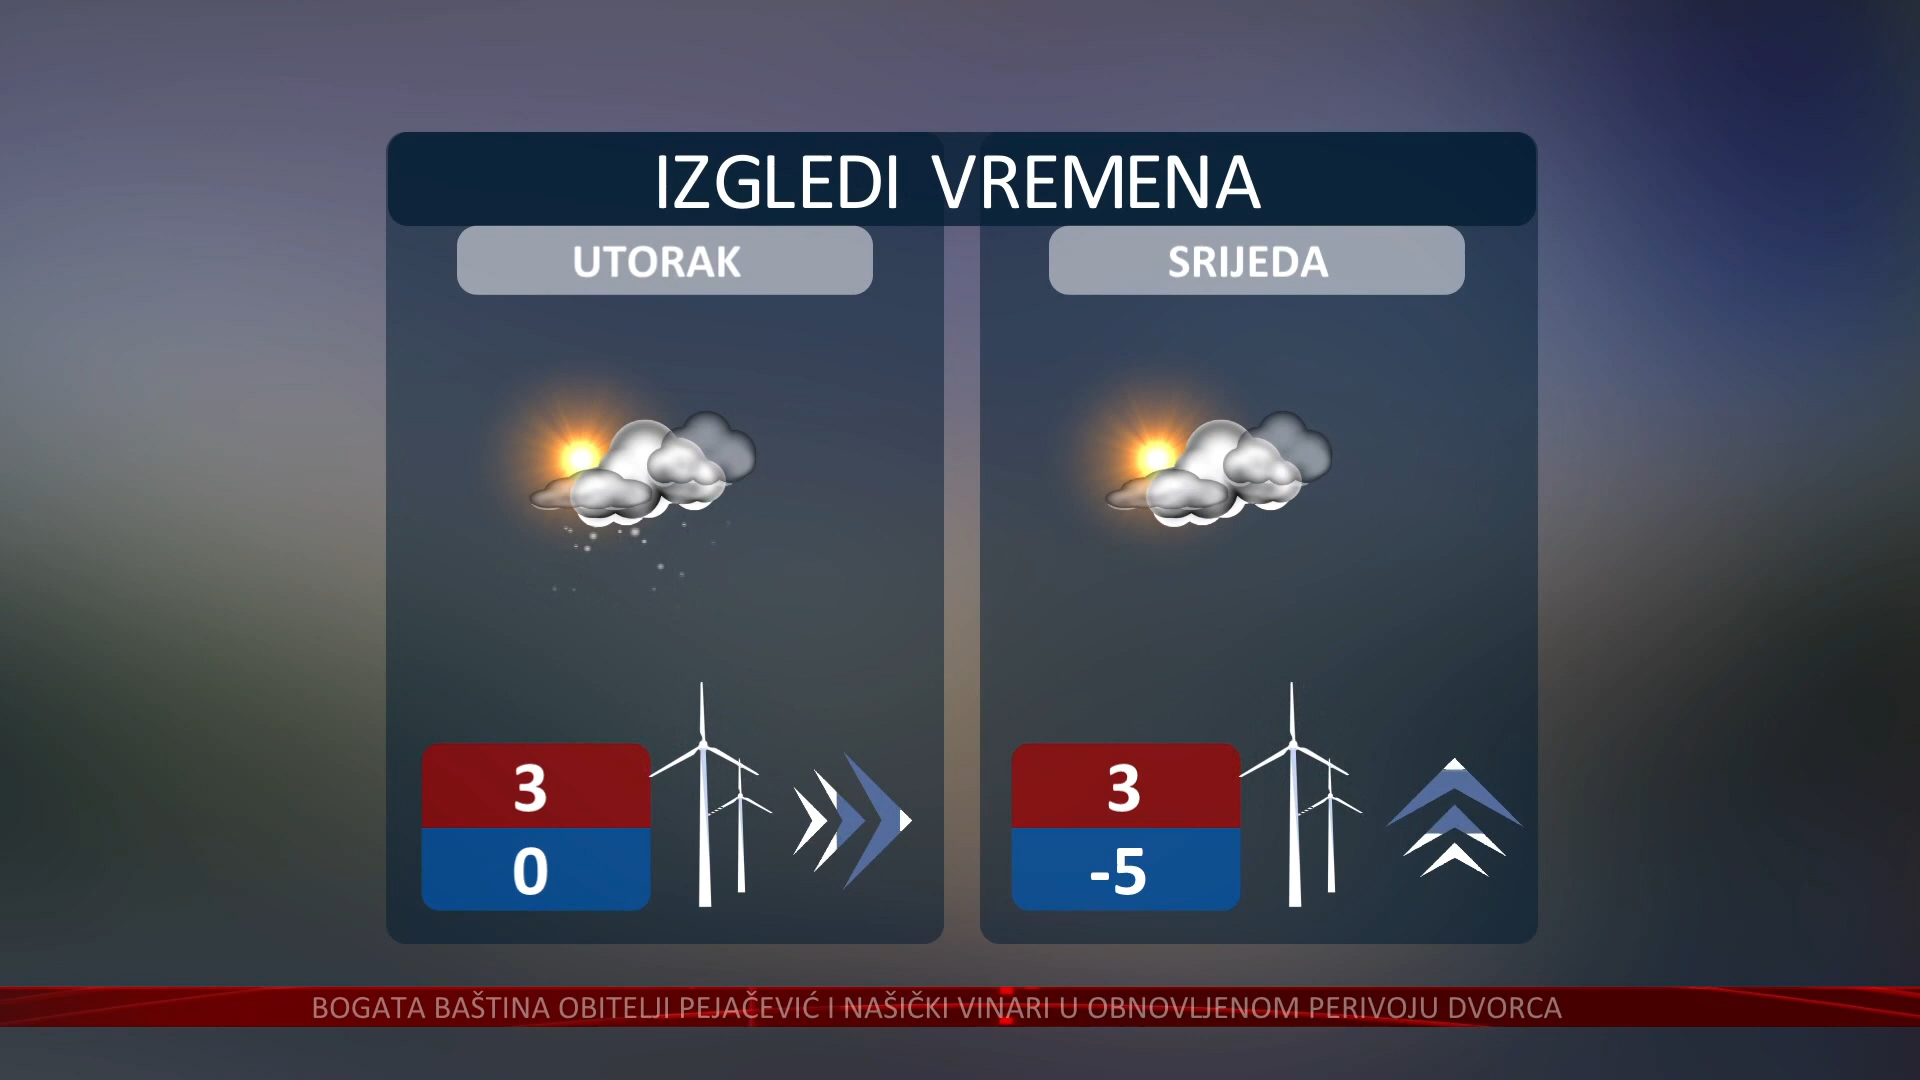 IZGLEDI VREMENA
UTORAK
SRIJEDA
3
0
3
-5
BOGATA BAŠTINA OBITELJI PEJAČEVIĆ I NAŠIČKI VINARI U OBNOVLJENOM PERIVOJU DVORCA